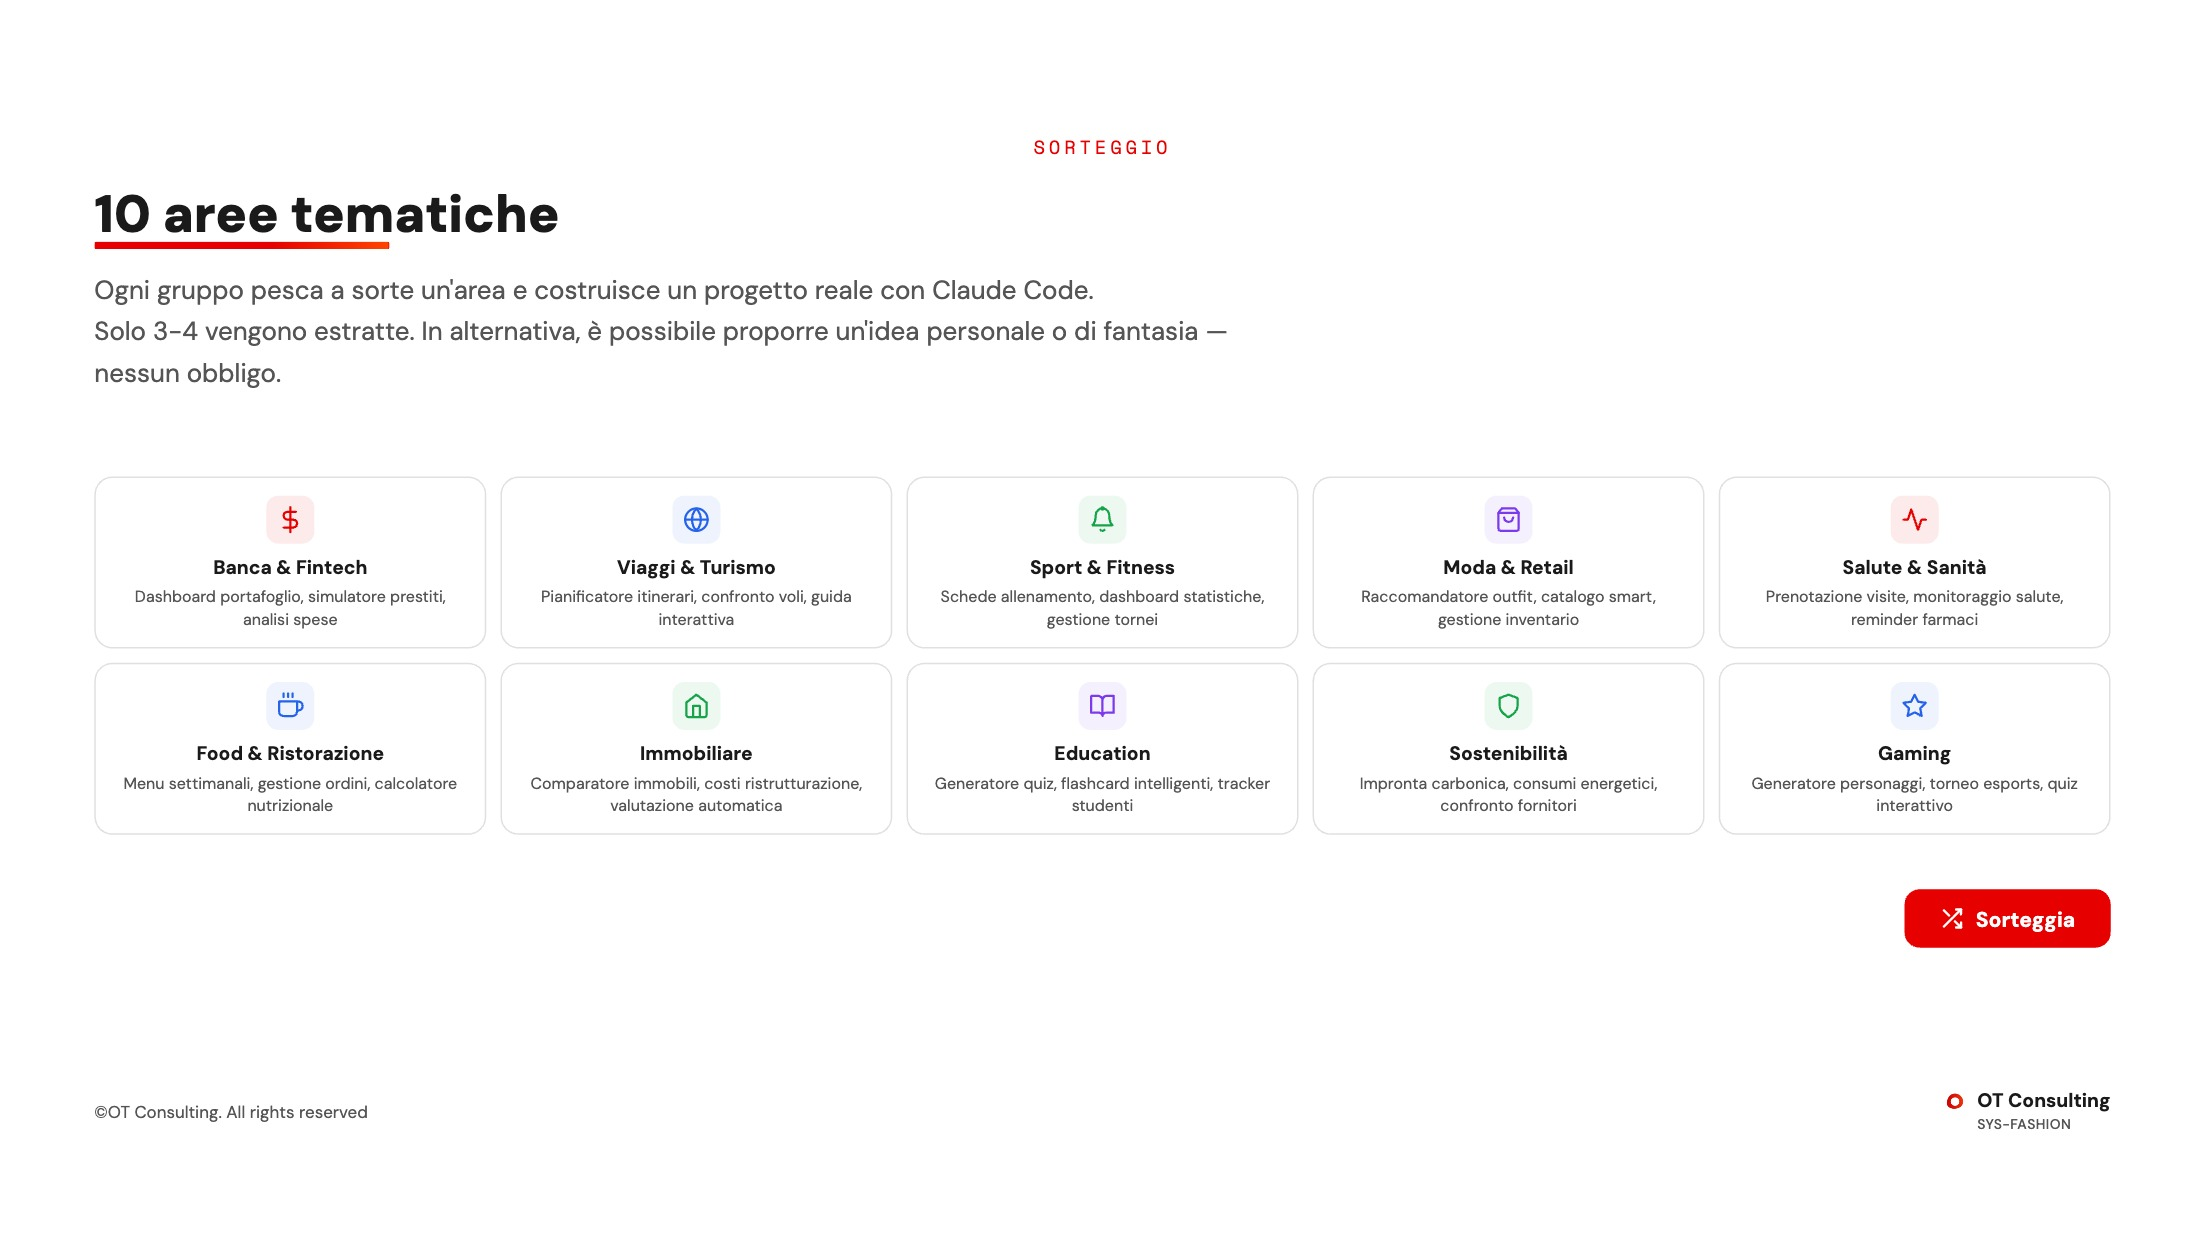 SORTEGGIO
10 aree tematiche
Ogni gruppo pesca a sorte un'area e costruisce un progetto reale con Claude Code.
Solo 3-4 vengono estratte. In alternativa, è possibile proporre un'idea personale o di fantasia —
nessun obbligo.
Banca & Fintech
Dashboard portafoglio, simulatore prestiti,
analisi spese
Viaggi & Turismo
Pianificatore itinerari, confronto voli, guida
interattiva
Sport & Fitness
Schede allenamento, dashboard statistiche,
gestione tornei
Moda & Retail
Raccomandatore outfit, catalogo smart,
gestione inventario
Salute & Sanità
Prenotazione visite, monitoraggio salute,
reminder farmaci
Food & Ristorazione
Menu settimanali, gestione ordini, calcolatore
nutrizionale
Immobiliare
Comparatore immobili, costi ristrutturazione,
valutazione automatica
Education
Generatore quiz, flashcard intelligenti, tracker
studenti
Sostenibilità
Impronta carbonica, consumi energetici,
confronto fornitori
Gaming
Generatore personaggi, torneo esports, quiz
interattivo
Sorteggia
©OT Consulting. All rights reserved
OT Consulting
SYS-FASHION